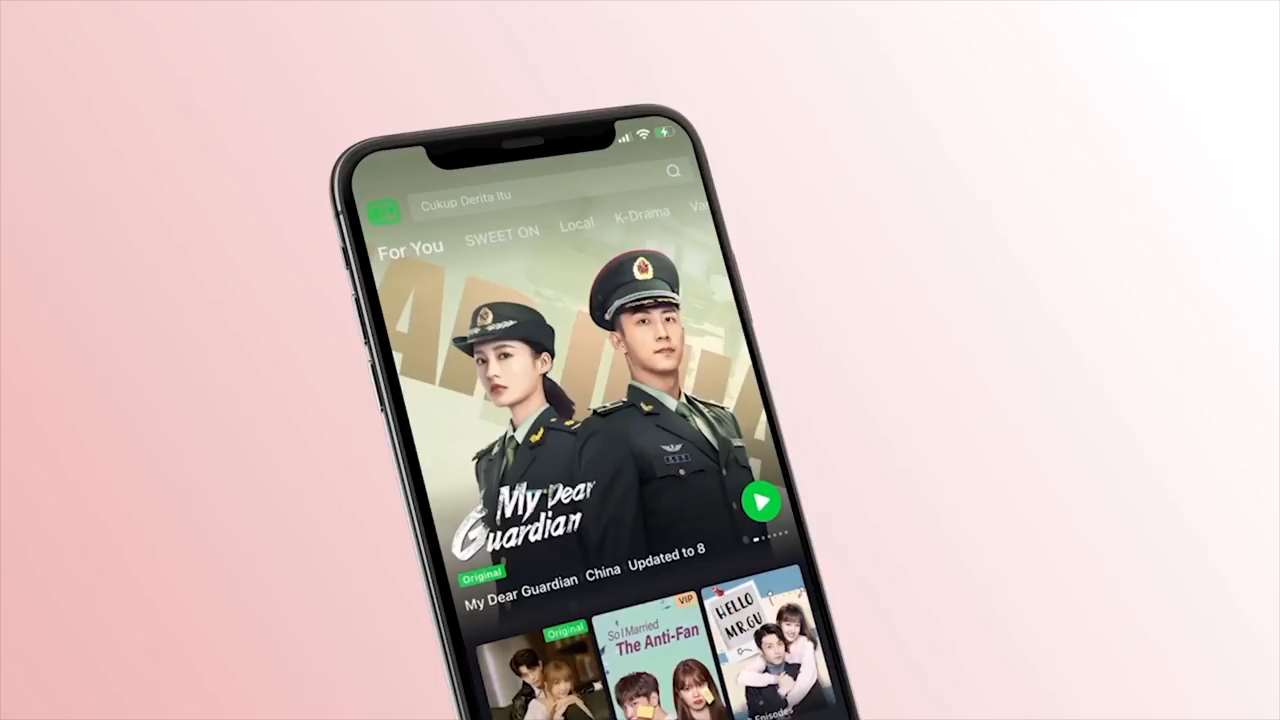 Cukup Derita Itu
For You SWEET ON Local K-Drama
My Dear
Guardian
Original
My Dear Guardian China Updated to 8
Original
VIP
So I Married
The Anti-Fan
HELLO
MR.GU
Episodes